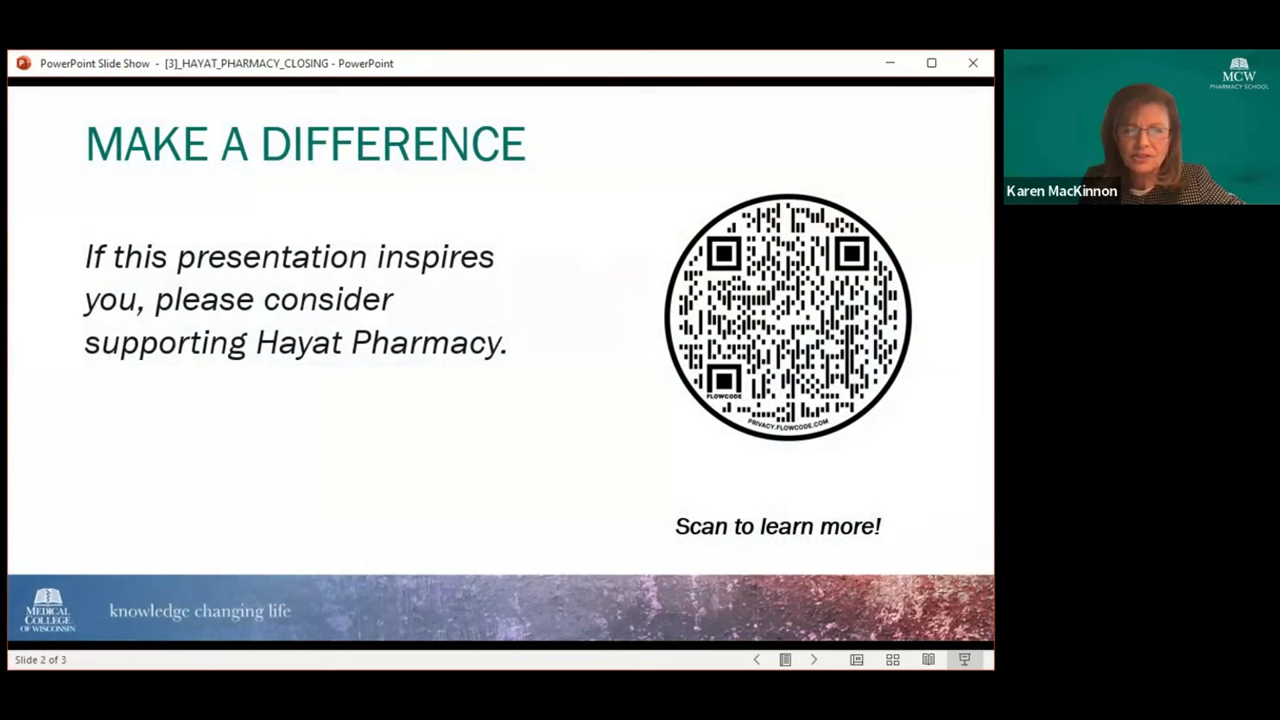 PowerPoint Slide Show - [3]_HAYAT_PHARMACY_CLOSING - PowerPoint
MCW
PHARMACY SCHOOL
Karen MacKinnon
MAKE A DIFFERENCE
If this presentation inspires
you, please consider
supporting Hayat Pharmacy.
FLOWCODE
PRIVACY.FLOWCODE.COM
Scan to learn more!
MEDICAL
COLLEGE
OF WISCONSIN
knowledge changing life
Slide 2 of 3